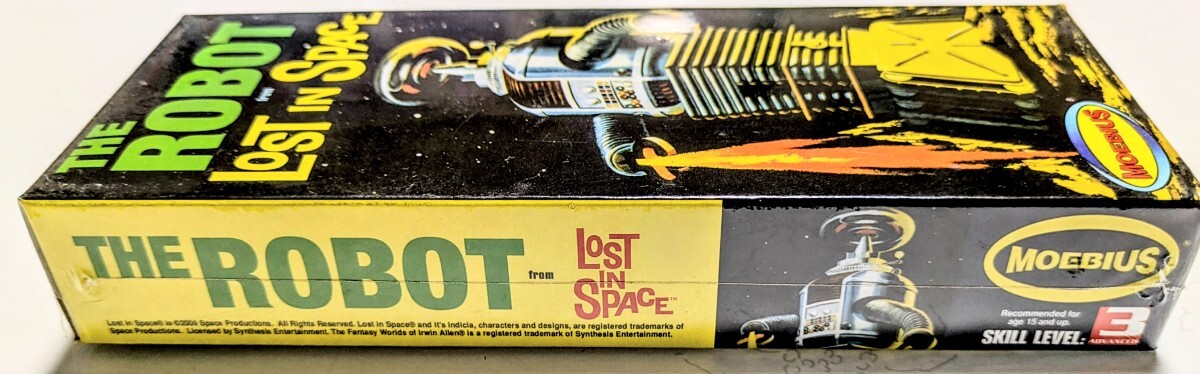 THE
ROBOT
from
LOST IN SPACE
MOEBIUS
THE ROBOT
from
LOST
IN
SPACE™
Lost in Space® is ©2009 Space Productions. All Rights Reserved. Lost in Space® and it's indicia, characters and designs, are registered trademarks of
Space Productions. Licensed by Synthesis Entertainment. The Fantasy Worlds of Irwin Allen® is a registered trademark of Synthesis Entertainment.
MOEBIUS
Recommended for
age 15 and up.
SKILL LEVEL: 3
ADVANCED